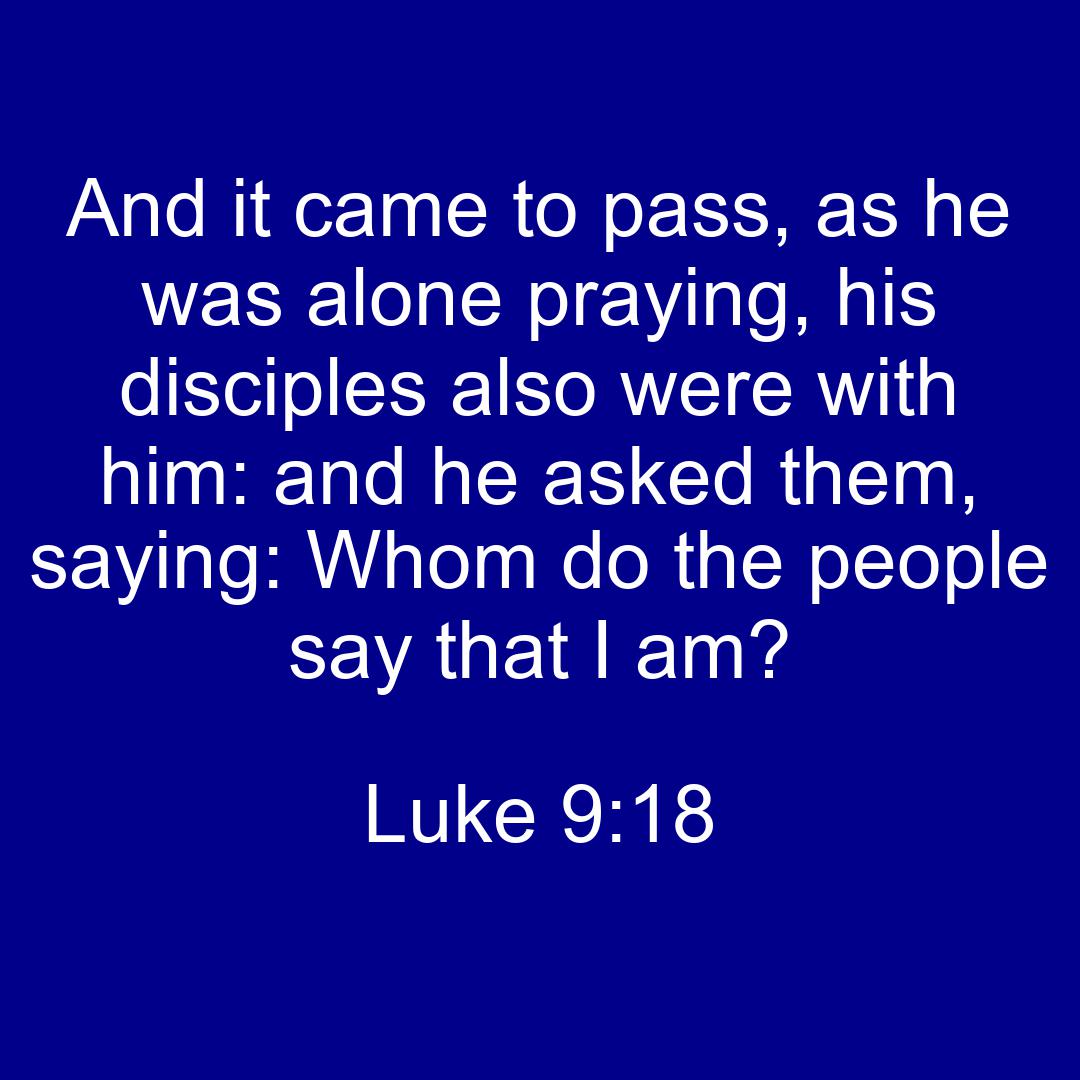 And it came to pass, as he
was alone praying, his
disciples also were with
him: and he asked them,
saying: Whom do the people
say that I am?
Luke 9:18